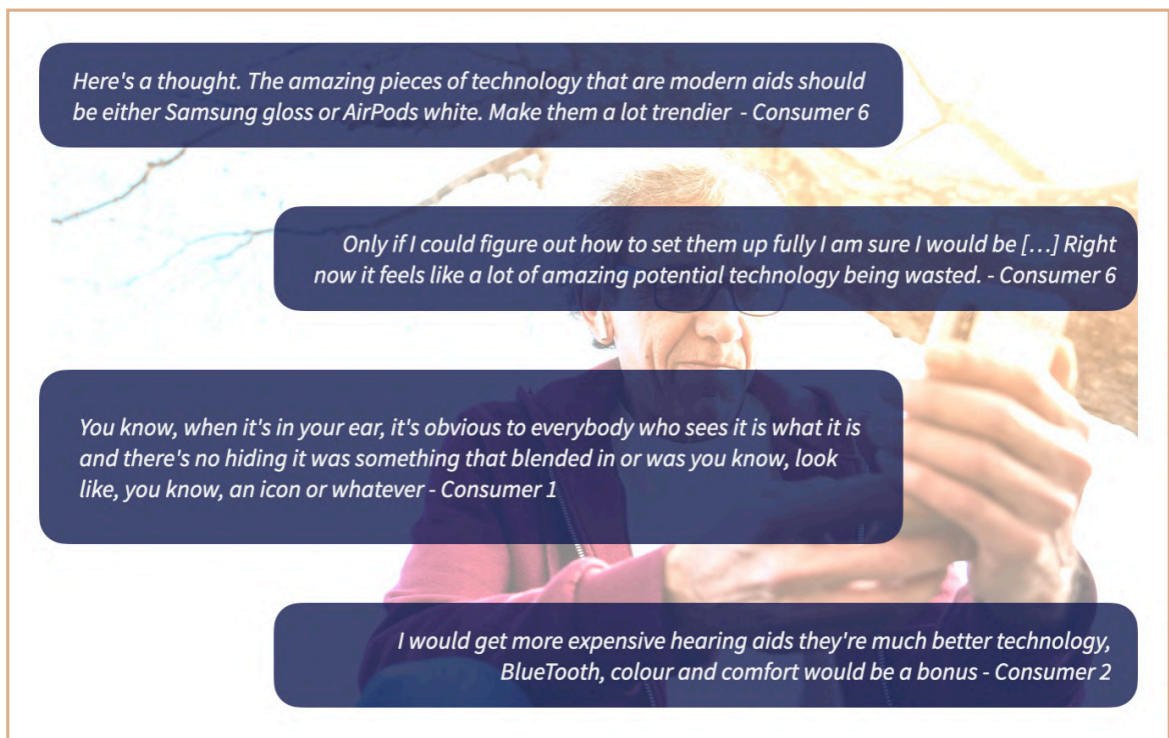 Here's a thought. The amazing pieces of technology that are modern aids should
be either Samsung gloss or AirPods white. Make them a lot trendier - Consumer 6
Only if I could figure out how to set them up fully I am sure I would be [...] Right
now it feels like a lot of amazing potential technology being wasted. - Consumer 6
You know, when it's in your ear, it's obvious to everybody who sees it is what it is
and there's no hiding it was something that blended in or was you know, look
like, you know, an icon or whatever - Consumer 1
I would get more expensive hearing aids they're much better technology,
BlueTooth, colour and comfort would be a bonus - Consumer 2